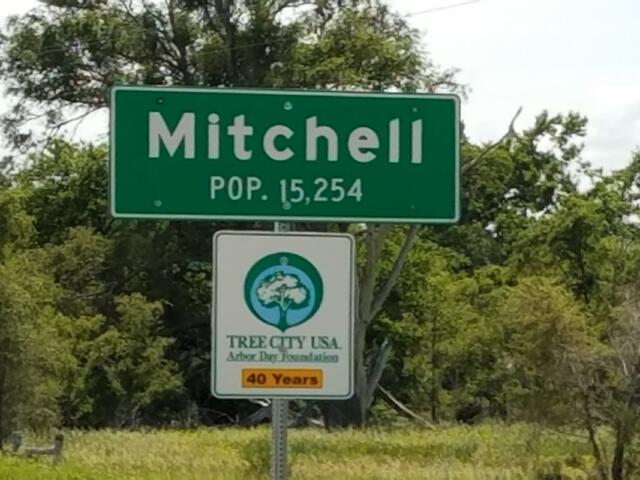 Mitchell
POP. 15,254
TREE CITY USA.
Arbor Day Foundation
40 Years